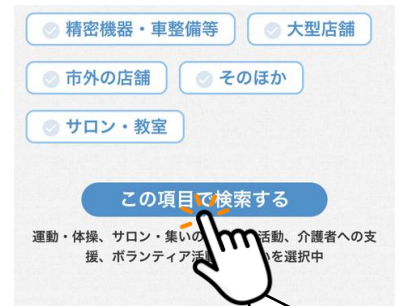 精密機器・車整備等
大型店舗
市外の店舗
そのほか
サロン・教室
この項目で検索する
運動・体操、サロン・集いの 活動、介護者への支
援、ボランティア活 を選択中